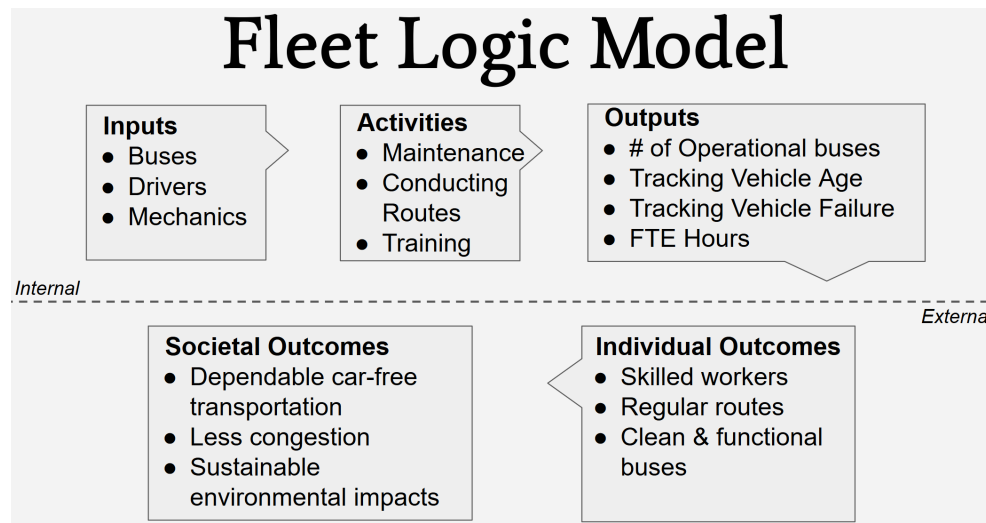 Fleet Logic Model
Inputs
● Buses
● Drivers
● Mechanics
Activities
● Maintenance
● Conducting
Routes
● Training
Outputs
● # of Operational buses
● Tracking Vehicle Age
● Tracking Vehicle Failure
● FTE Hours
Internal
Externa
Societal Outcomes
● Dependable car-free
transportation
● Less congestion
● Sustainable
environmental impacts
Individual Outcomes
● Skilled workers
● Regular routes
● Clean & functional
buses